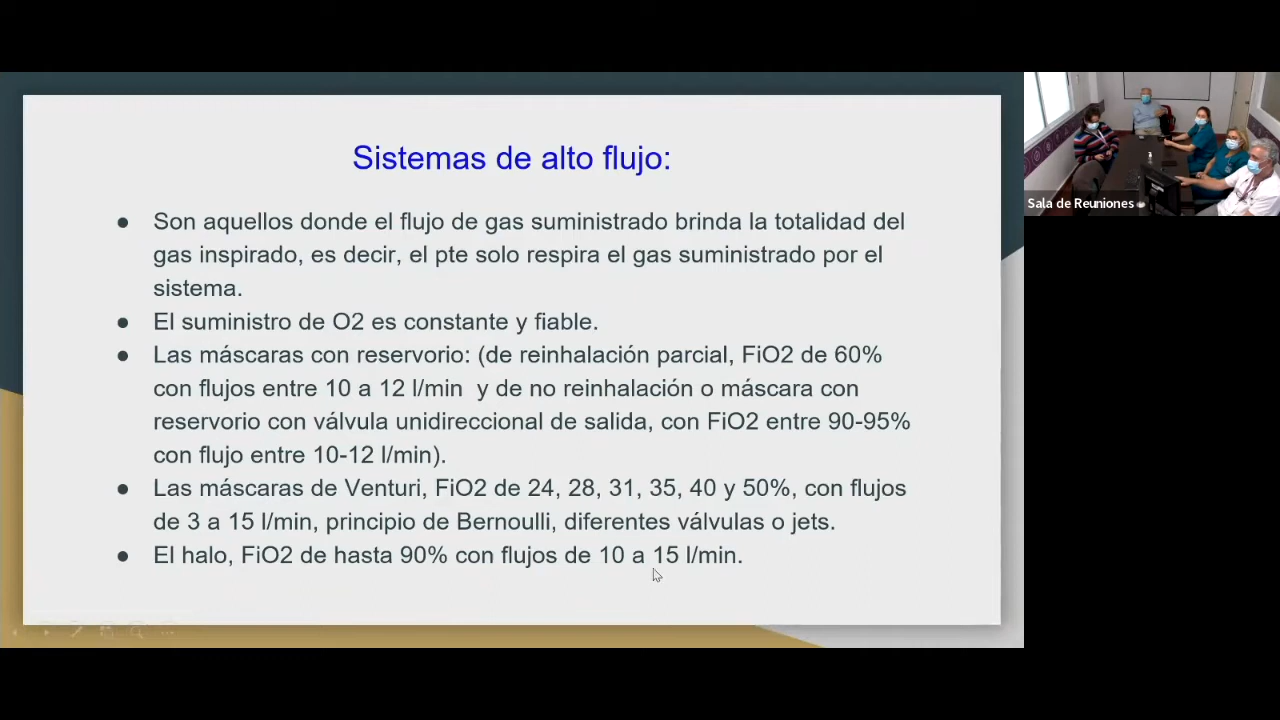 Sistemas de alto flujo:
● Son aquellos donde el flujo de gas suministrado brinda la totalidad del
gas inspirado, es decir, el pte solo respira el gas suministrado por el
sistema.
● El suministro de O2 es constante y fiable.
● Las máscaras con reservorio: (de reinhalación parcial, FiO2 de 60%
con flujos entre 10 a 12 l/min y de no reinhalación o máscara con
reservorio con válvula unidireccional de salida, con FiO2 entre 90-95%
con flujo entre 10-12 l/min).
● Las máscaras de Venturi, FiO2 de 24, 28, 31, 35, 40 y 50%, con flujos
de 3 a 15 l/min, principio de Bernoulli, diferentes válvulas o jets.
● El halo, FiO2 de hasta 90% con flujos de 10 a 15 l/min.
Sala de Reuniones